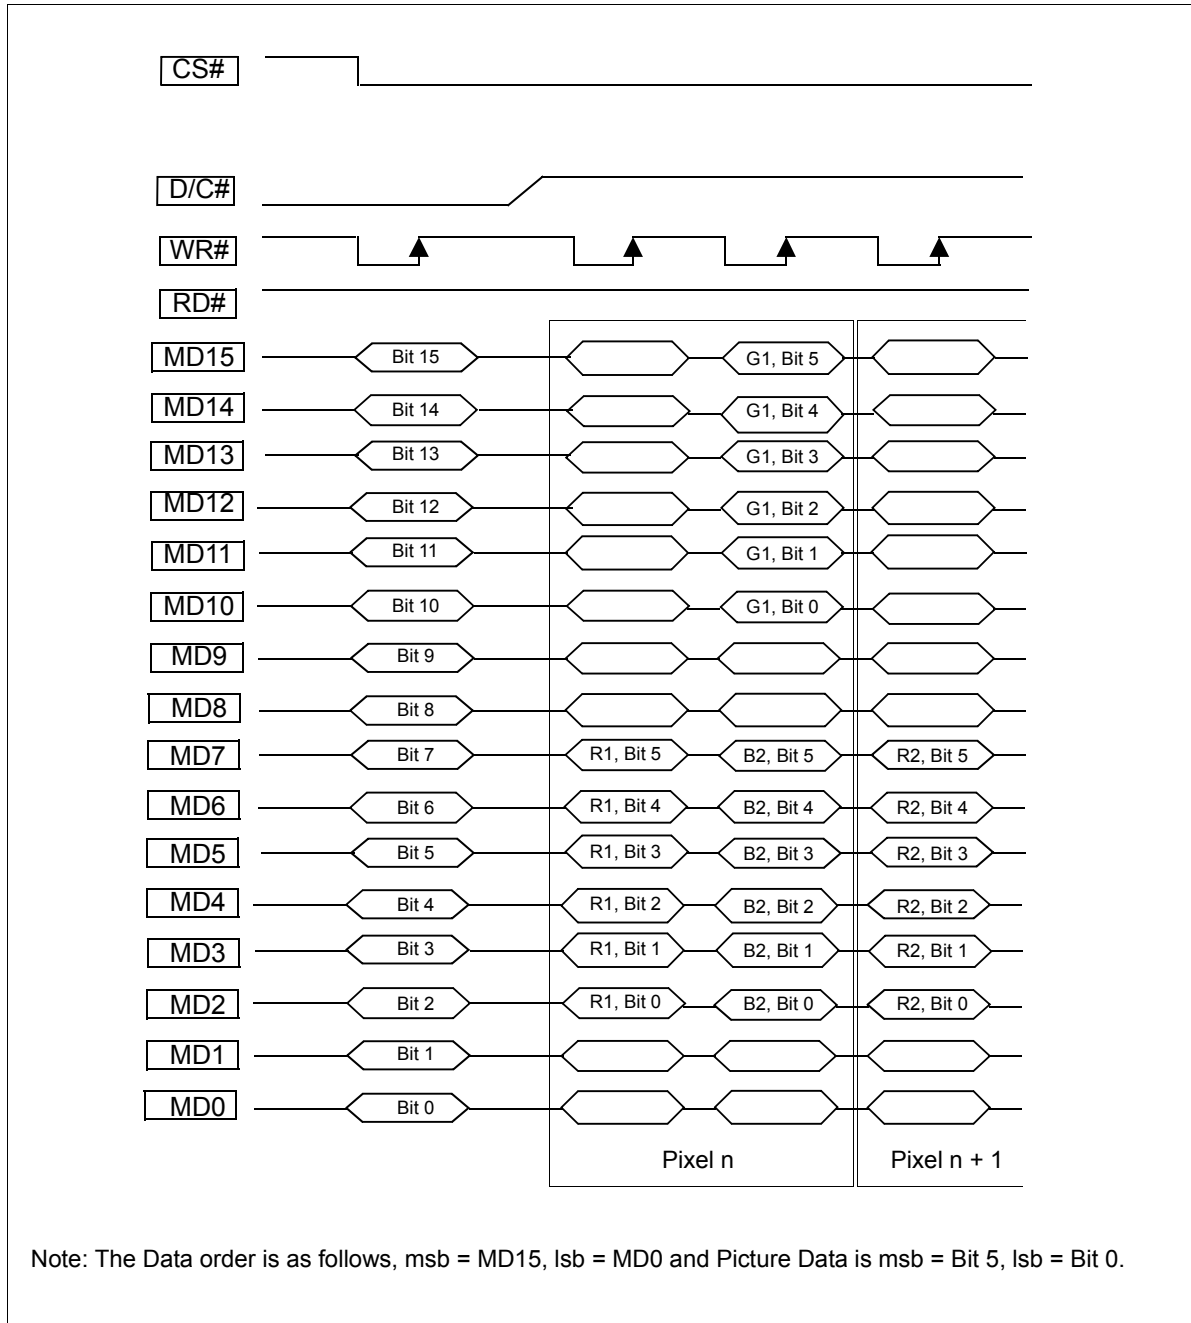 CS#
D/C#
WR#
RD#
MD15 Bit 15 G1, Bit 5
MD14 Bit 14 G1, Bit 4
MD13 Bit 13 G1, Bit 3
MD12 Bit 12 G1, Bit 2
MD11 Bit 11 G1, Bit 1
MD10 Bit 10 G1, Bit 0
MD9 Bit 9
MD8 Bit 8
MD7 Bit 7 R1, Bit 5 B2, Bit 5 R2, Bit 5
MD6 Bit 6 R1, Bit 4 B2, Bit 4 R2, Bit 4
MD5 Bit 5 R1, Bit 3 B2, Bit 3 R2, Bit 3
MD4 Bit 4 R1, Bit 2 B2, Bit 2 R2, Bit 2
MD3 Bit 3 R1, Bit 1 B2, Bit 1 R2, Bit 1
MD2 Bit 2 R1, Bit 0 B2, Bit 0 R2, Bit 0
MD1 Bit 1
MD0 Bit 0
Pixel n Pixel n + 1
Note: The Data order is as follows, msb = MD15, lsb = MD0 and Picture Data is msb = Bit 5, lsb = Bit 0.